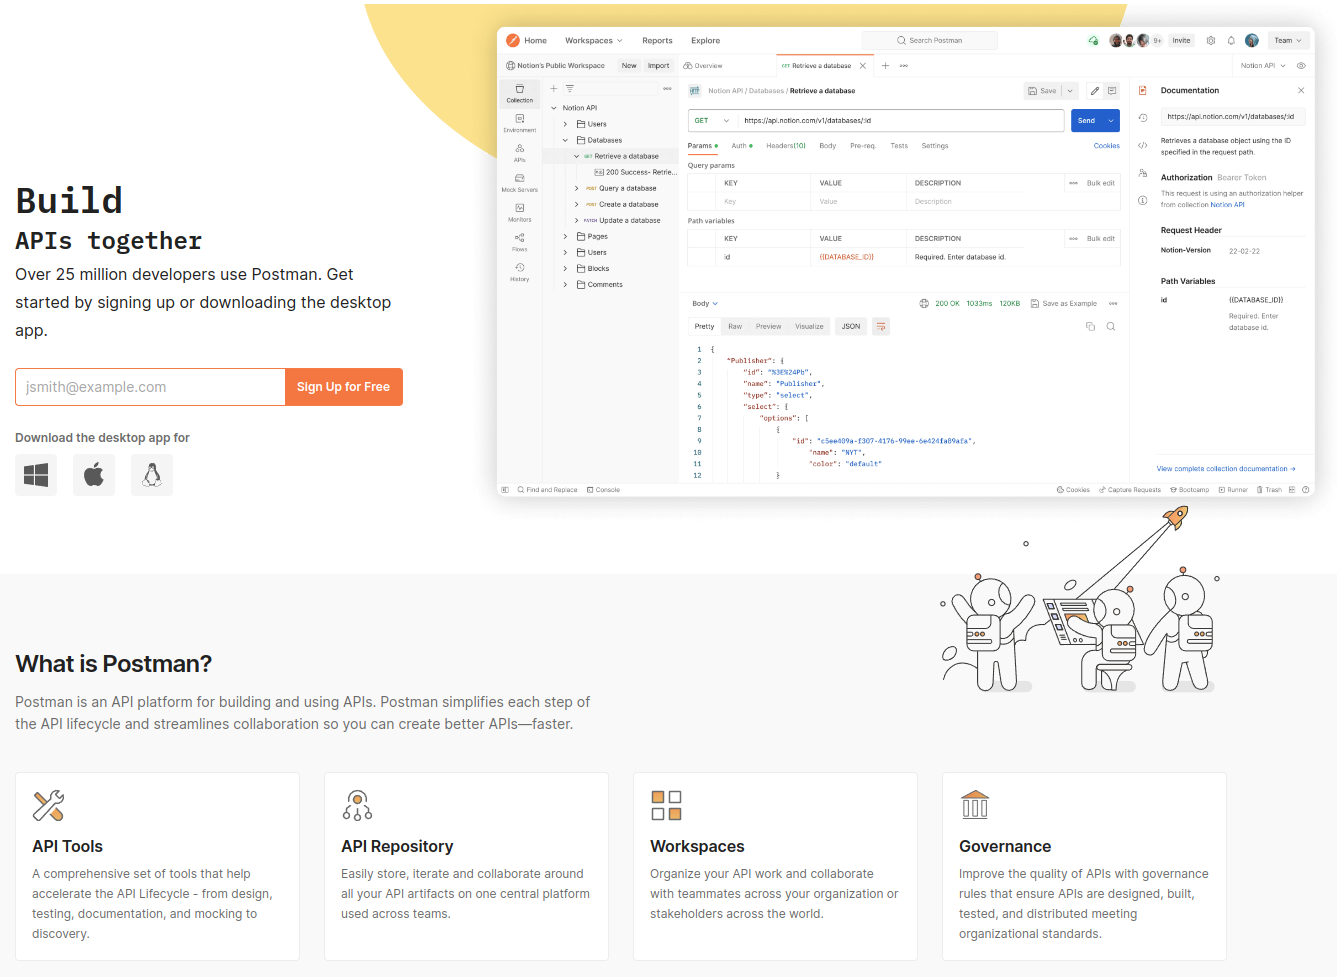 Build
APIs together
Over 25 million developers use Postman. Get
started by signing up or downloading the desktop
app.
jsmith@example.com
Sign Up for Free
Download the desktop app for
Home Workspaces Reports Explore
Search Postman
9+ Invite Team
Notion's Public Workspace New Import
Overview
GET Retrieve a database
Notion API
Collection
Environment
APIs
Mock Servers
Monitors
Flows
History
Notion API
Users
Databases
GET Retrieve a database
200 Success- Retrie...
POST Query a database
POST Create a database
PATCH Update a database
Pages
Users
Blocks
Comments
Notion API / Databases / Retrieve a database
Save
GET https://api.notion.com/v1/databases/:id
Send
Params Auth Headers(10) Body Pre-req. Tests Settings Cookies
Query params
KEY VALUE DESCRIPTION Bulk edit
Key Value Description
Path variables
KEY VALUE DESCRIPTION Bulk edit
id {{DATABASE_ID}} Required. Enter database id.
Body 200 OK 1033ms 120KB Save as Example
Pretty Raw Preview Visualize JSON
1 {
2 "Publisher": {
3 "id": "%3E%24Pb",
4 "name": "Publisher",
5 "type": "select",
6 "select": {
7 "options": [
8 {
9 "id": "c5ee409a-f307-4176-99ee-6e424fa89afa",
10 "name": "NYT",
11 "color": "default"
12 }
Documentation
https://api.notion.com/v1/databases/:id
Retrieves a database object using the ID
specified in the request path.
Authorization Bearer Token
This request is using an authorization helper
from collection Notion API
Request Header
Notion-Version 22-02-22
Path Variables
id {{DATABASE_ID}}
Required. Enter
database id.
View complete collection documentation →
Find and Replace Console
Cookies Capture Requests Bootcamp Runner Trash
What is Postman?
Postman is an API platform for building and using APIs. Postman simplifies each step of
the API lifecycle and streamlines collaboration so you can create better APIs—faster.
API Tools
A comprehensive set of tools that help
accelerate the API Lifecycle - from design,
testing, documentation, and mocking to
discovery.
API Repository
Easily store, iterate and collaborate around
all your API artifacts on one central platform
used across teams.
Workspaces
Organize your API work and collaborate
with teammates across your organization or
stakeholders across the world.
Governance
Improve the quality of APIs with governance
rules that ensure APIs are designed, built,
tested, and distributed meeting
organizational standards.